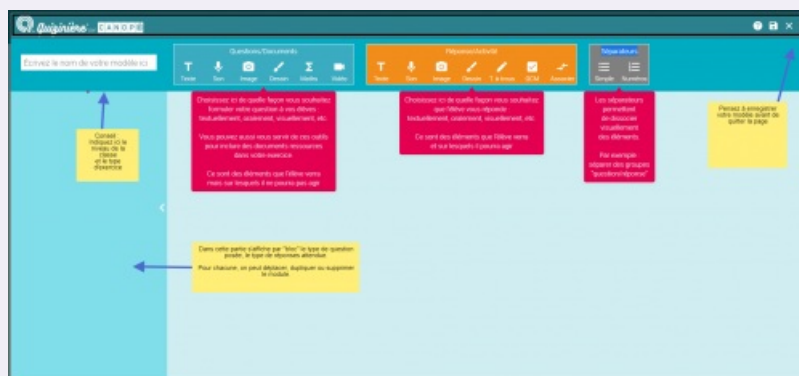 Quizinière par CANOPÉ
Ecrivez le nom de votre modèle ici
Questions/Documents
Texte Son Image Dessin Maths Vidéo
Réponse/Activité
Texte Son Image Dessin T. à trous QCM Associer
Séparateurs
Simple Numéros
Conseil
Indiquez ici le
niveau de la
classe
et le type
d'exercice
Choisissez ici de quelle façon vous souhaitez
formuler votre question à vos élèves
textuellement, oralement, visuellement, etc.
Vous pouvez aussi vous servir de ces outils
pour inclure des documents ressources
dans votre exercice
Ce sont des éléments que l'élève verra
mais sur lesquels il ne pourra pas agir
Choisissez ici de quelle façon vous souhaitez
que l'élève vous réponde
textuellement, oralement, visuellement, etc.
Ce sont des éléments que l'élève verra
et sur lesquels il pourra agir
Les séparateurs
permettent
de dissocier
visuellement
des éléments.
Par exemple
séparer des groupes
"question/réponse"
Pensez à enregistrer
votre modèle avant de
quitter la page
Dans cette partie s'affiche par "bloc" le type de question
posée, le type de réponses attendue
Pour chacune, on peut déplacer, dupliquer ou supprimer
le module